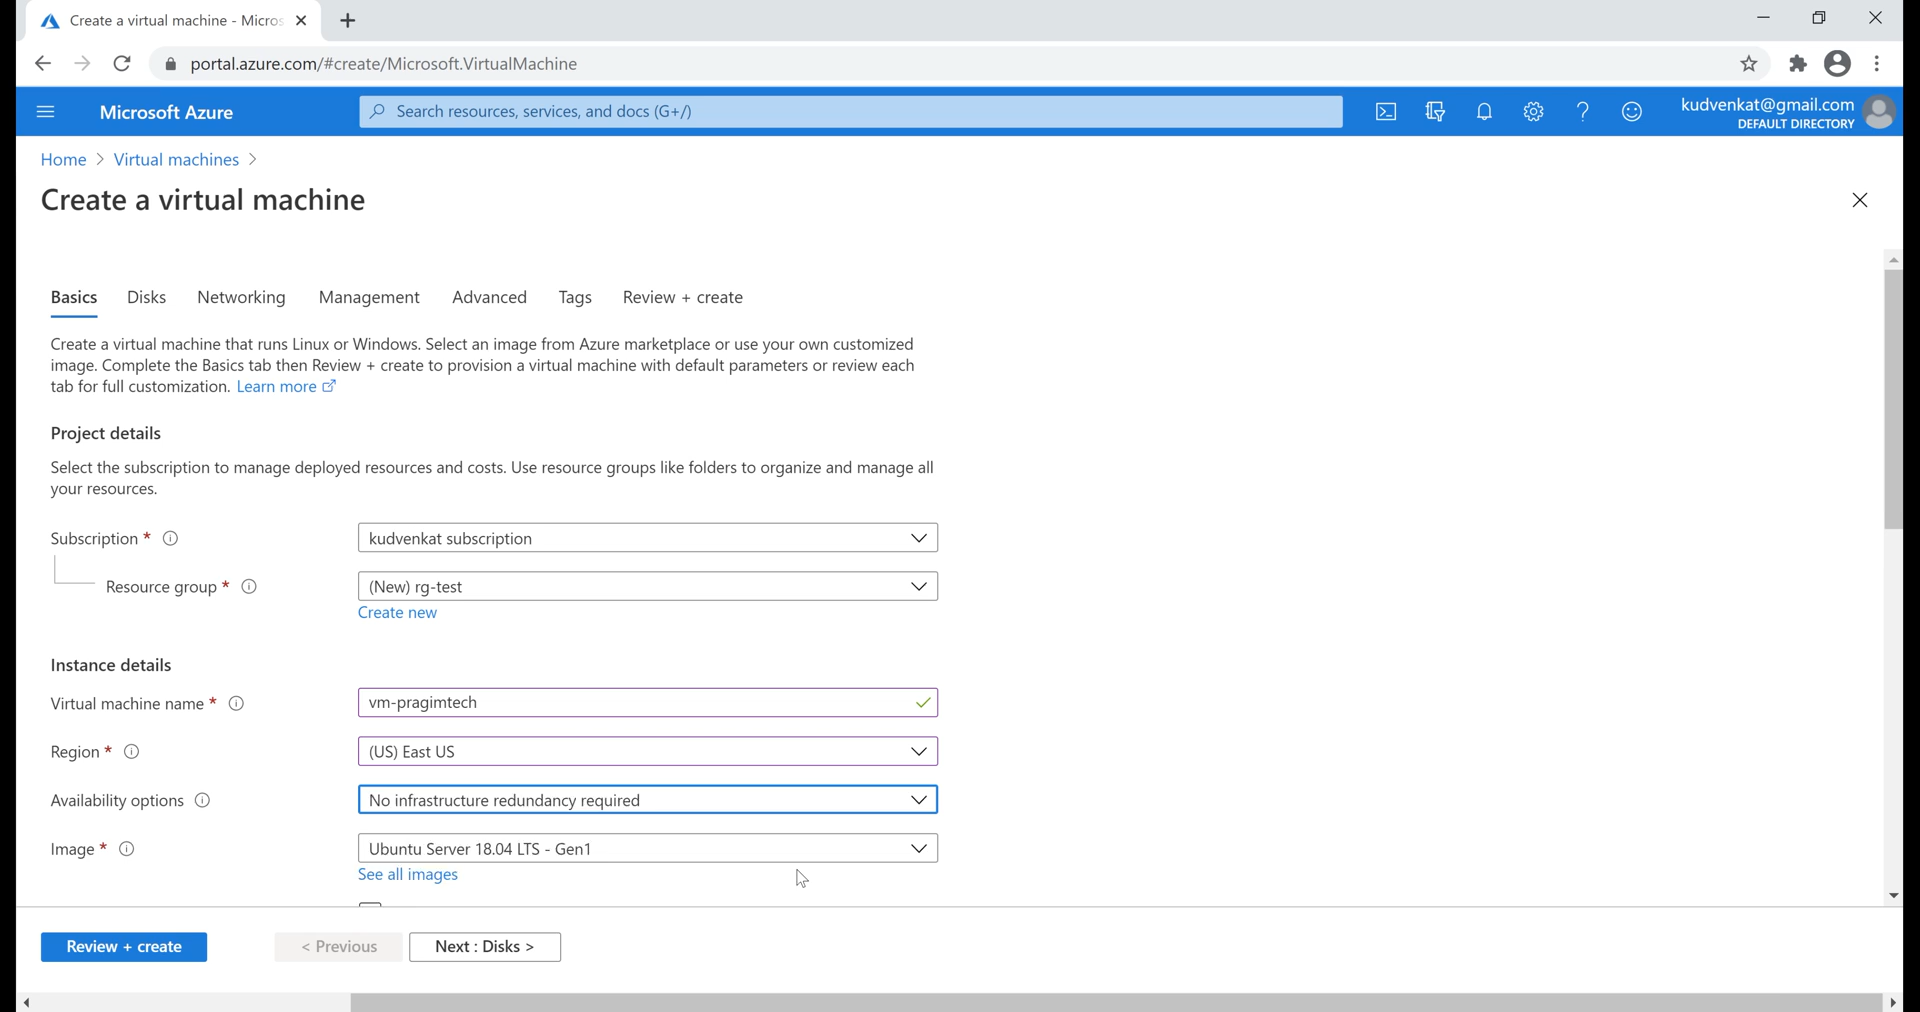 Create a virtual machine - Micros
portal.azure.com/#create/Microsoft.VirtualMachine
Microsoft Azure
Search resources, services, and docs (G+/)
kudvenkat@gmail.com
DEFAULT DIRECTORY
Home > Virtual machines >
Create a virtual machine
Basics Disks Networking Management Advanced Tags Review + create
Create a virtual machine that runs Linux or Windows. Select an image from Azure marketplace or use your own customized
image. Complete the Basics tab then Review + create to provision a virtual machine with default parameters or review each
tab for full customization. Learn more
Project details
Select the subscription to manage deployed resources and costs. Use resource groups like folders to organize and manage all
your resources.
Subscription *
kudvenkat subscription
Resource group *
(New) rg-test
Create new
Instance details
Virtual machine name *
vm-pragimtech
Region *
(US) East US
Availability options
No infrastructure redundancy required
Image *
Ubuntu Server 18.04 LTS - Gen1
See all images
Review + create
< Previous
Next : Disks >